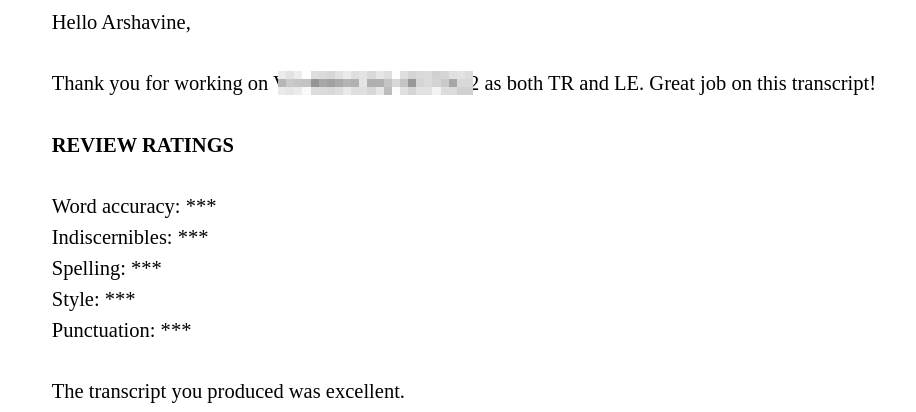 Hello Arshavine,
Thank you for working on as both TR and LE. Great job on this transcript!
REVIEW RATINGS
Word accuracy: ***
Indiscernibles: ***
Spelling: ***
Style: ***
Punctuation: ***
The transcript you produced was excellent.